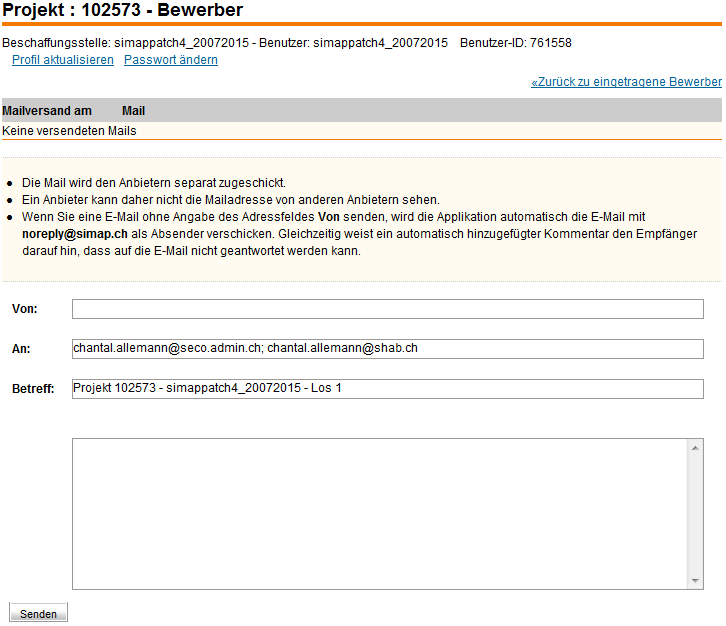 Projekt : 102573 - Bewerber
Beschaffungsstelle: simappatch4_20072015 - Benutzer: simappatch4_20072015 Benutzer-ID: 761558
Profil aktualisieren Passwort ändern
«Zurück zu eingetragene Bewerber
Mailversand am Mail
Keine versendeten Mails
• Die Mail wird den Anbietern separat zugeschickt.
• Ein Anbieter kann daher nicht die Mailadresse von anderen Anbietern sehen.
• Wenn Sie eine E-Mail ohne Angabe des Adressfeldes Von senden, wird die Applikation automatisch die E-Mail mit
noreply@simap.ch als Absender verschicken. Gleichzeitig weist ein automatisch hinzugefügter Kommentar den Empfänger
darauf hin, dass auf die E-Mail nicht geantwortet werden kann.
Von:
An: chantal.allemann@seco.admin.ch; chantal.allemann@shab.ch
Betreff: Projekt 102573 - simappatch4_20072015 - Los 1
Senden